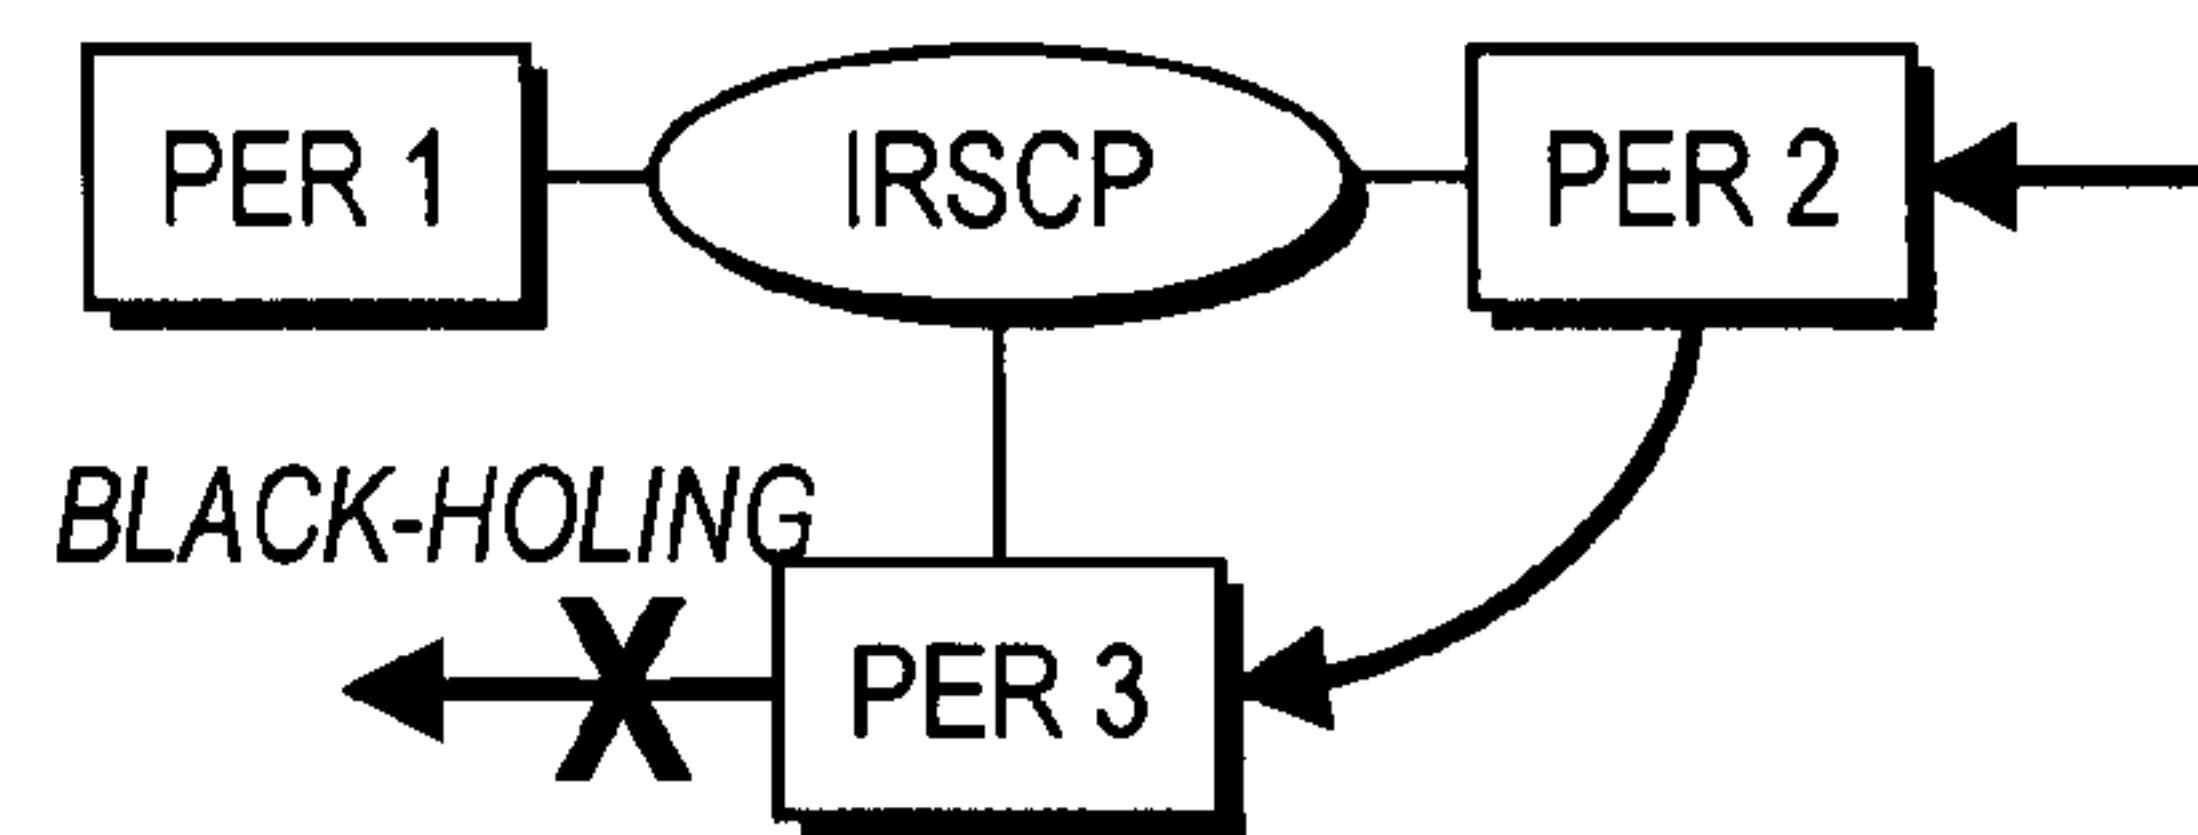 PER 1
IRSCP
PER 2
BLACK-HOLING
X
PER 3